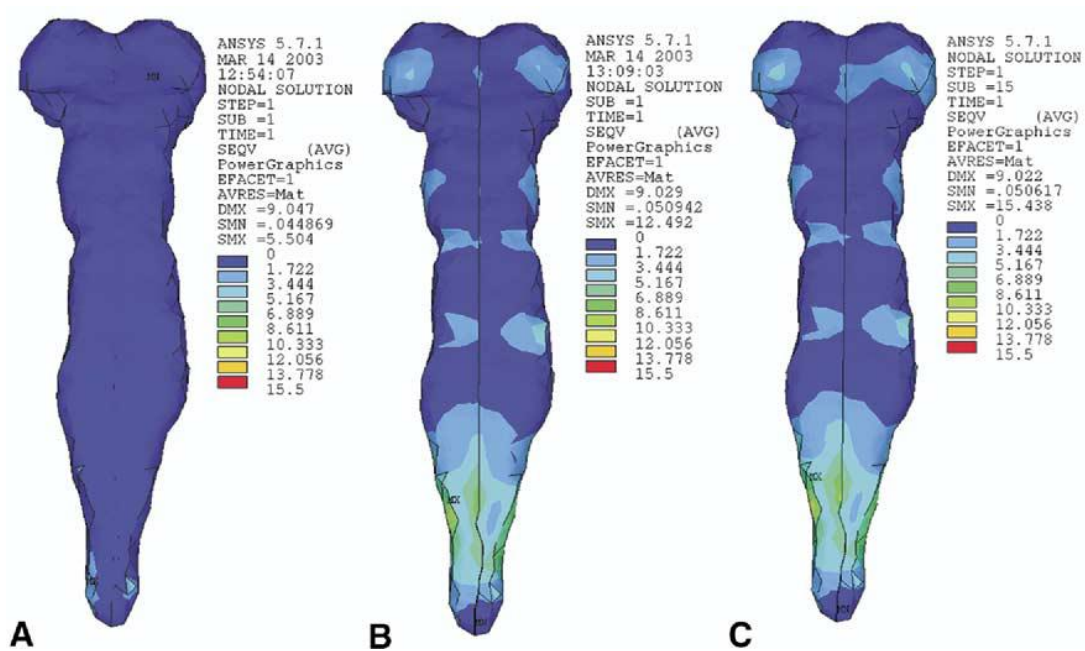 ANSYS 5.7.1
MAR 14 2003
12:54:07
NODAL SOLUTION
STEP=1
SUB =1
TIME=1
SEQV (AVG)
PowerGraphics
EFACET=1
AVRES=Mat
DMX =9.047
SMN =.044869
SMX =5.504
0
1.722
3.444
5.167
6.889
8.611
10.333
12.056
13.778
15.5
A
ANSYS 5.7.1
MAR 14 2003
13:09:03
NODAL SOLUTION
SUB =1
TIME=1
SEQV (AVG)
PowerGraphics
EFACET=1
AVRES=Mat
DMX =9.029
SMN =.050942
SMX =12.492
0
1.722
3.444
5.167
6.889
8.611
10.333
12.056
13.778
15.5
MX
B
ANSYS 5.7.1
NODAL SOLUTION
STEP=1
SUB =15
TIME=1
SEQV (AVG)
PowerGraphics
EFACET=1
AVRES=Mat
DMX =9.022
SMN =.050617
SMX =15.438
0
1.722
3.444
5.167
6.889
8.611
10.333
12.056
13.778
15.5
MX
C